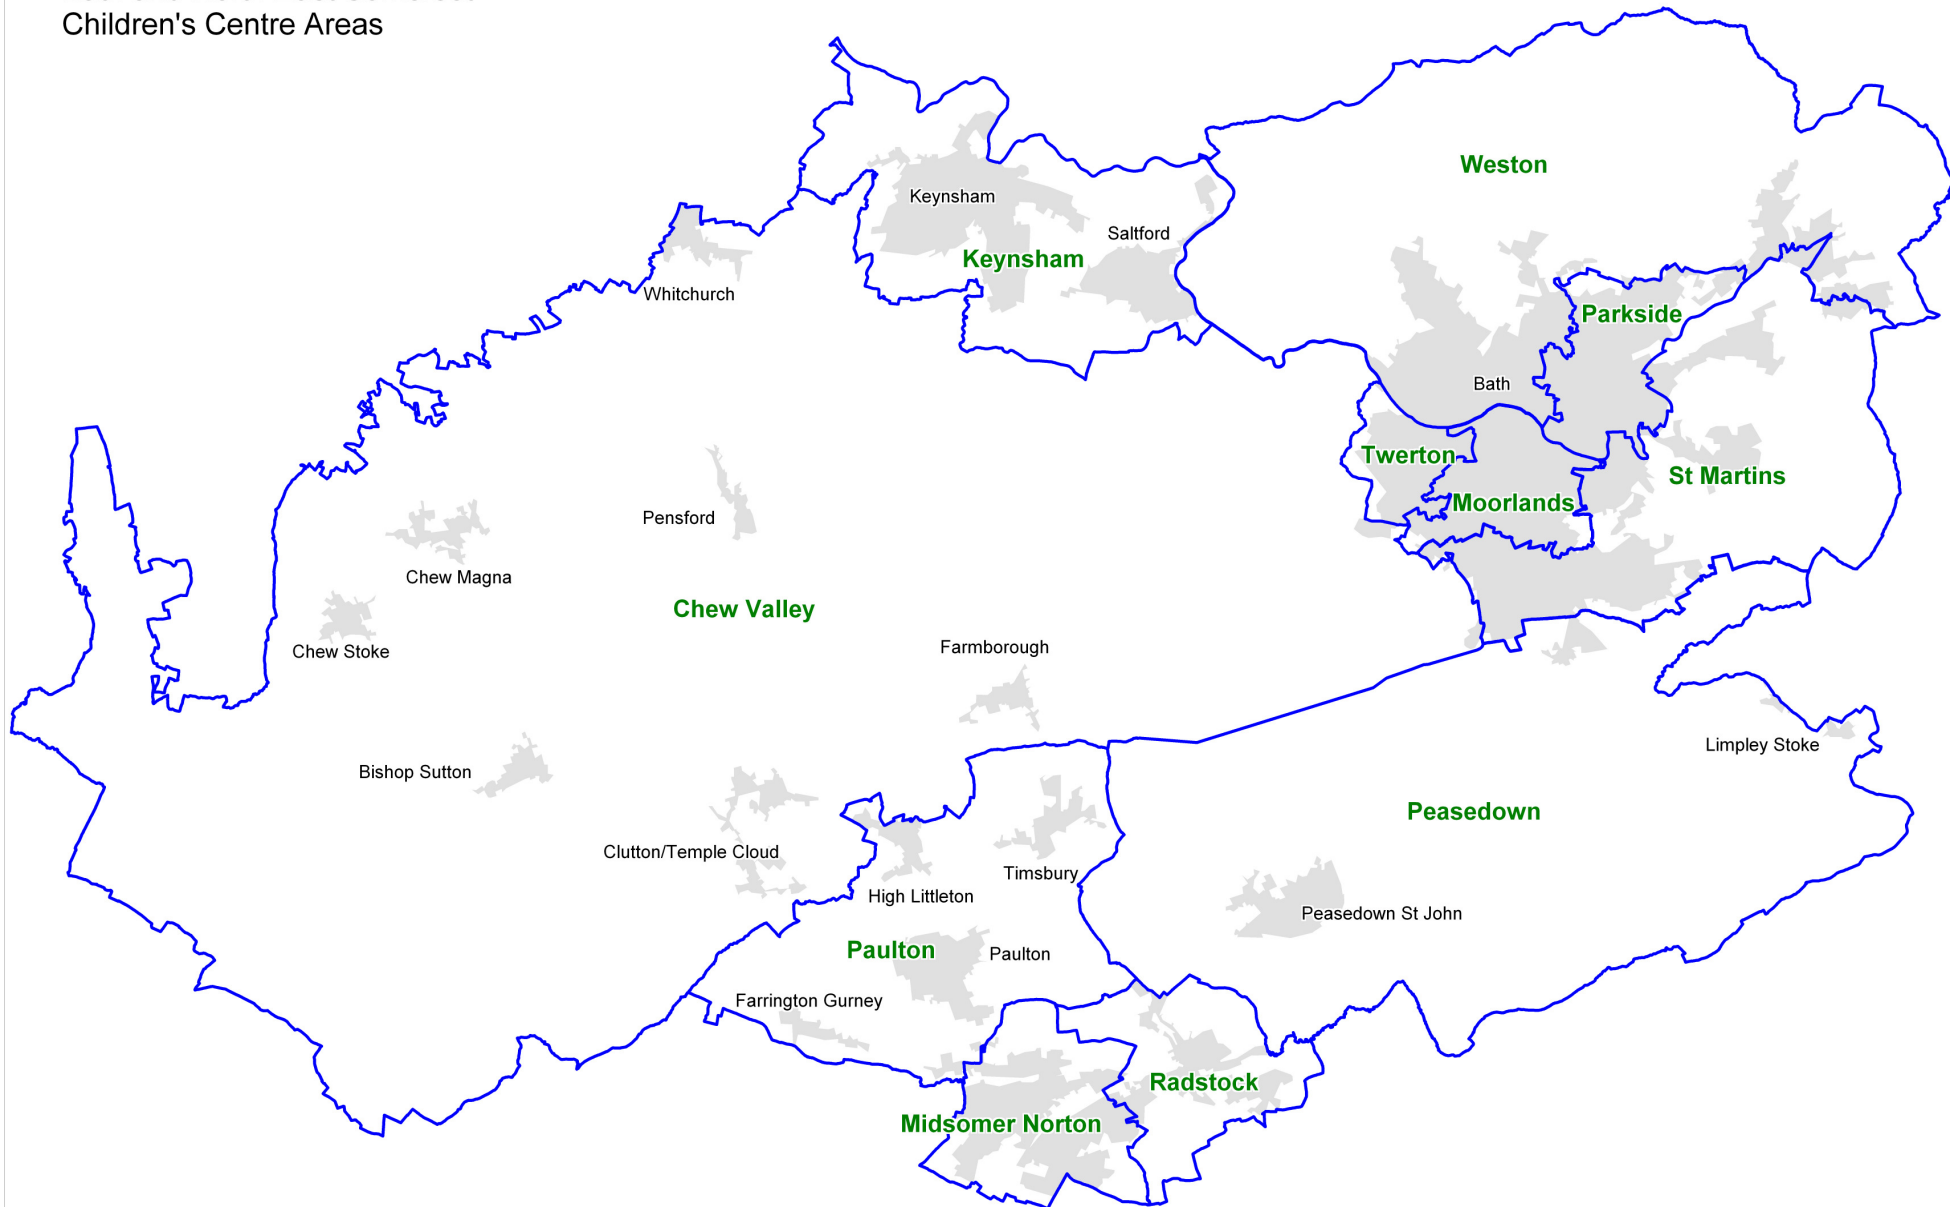 Children's Centre Areas
Weston
Keynsham
Saltford
Keynsham
Whitchurch
Parkside
Bath
Twerton
St Martins
Moorlands
Pensford
Chew Magna
Chew Valley
Chew Stoke
Farmborough
Limpley Stoke
Bishop Sutton
Peasedown
Clutton/Temple Cloud
Timsbury
High Littleton
Peasedown St John
Paulton
Paulton
Farrington Gurney
Radstock
Midsomer Norton